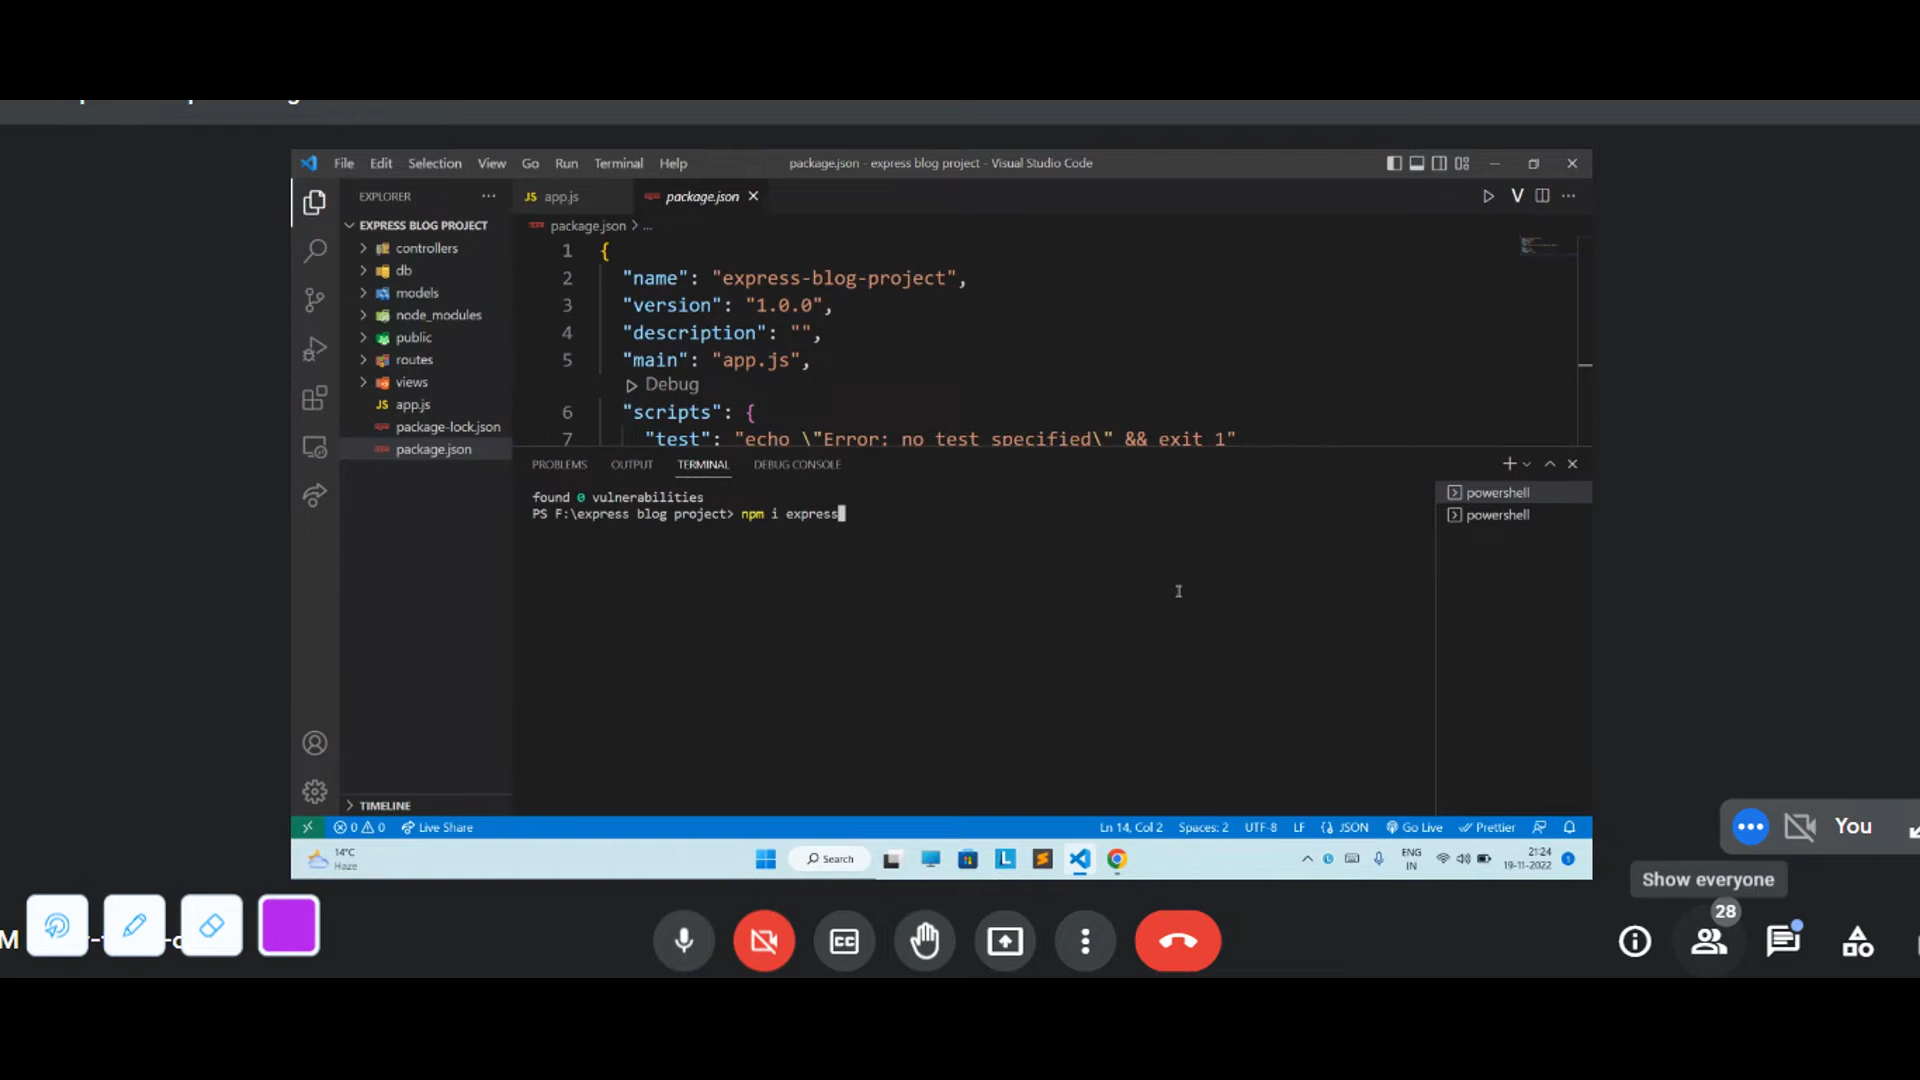 File Edit Selection View Go Run Terminal Help package.json - express blog project - Visual Studio Code
EXPLORER
JS app.js
package.json
EXPRESS BLOG PROJECT
package.json > ...
controllers
db
models
node_modules
public
routes
views
JS app.js
package-lock.json
package.json
1 {
2 "name": "express-blog-project",
3 "version": "1.0.0",
4 "description": "",
5 "main": "app.js",
Debug
6 "scripts": {
7 "test": "echo \"Error: no test specified\" && exit 1"
PROBLEMS OUTPUT TERMINAL DEBUG CONSOLE
found 0 vulnerabilities
PS F:\express blog project> npm i express
powershell
powershell
TIMELINE
0 0 Live Share
Ln 14, Col 2 Spaces: 2 UTF-8 LF JSON Go Live Prettier
14°C
Haze
Search
ENG
IN
21:24
19-11-2022
1
You
Show everyone
28
M
CC